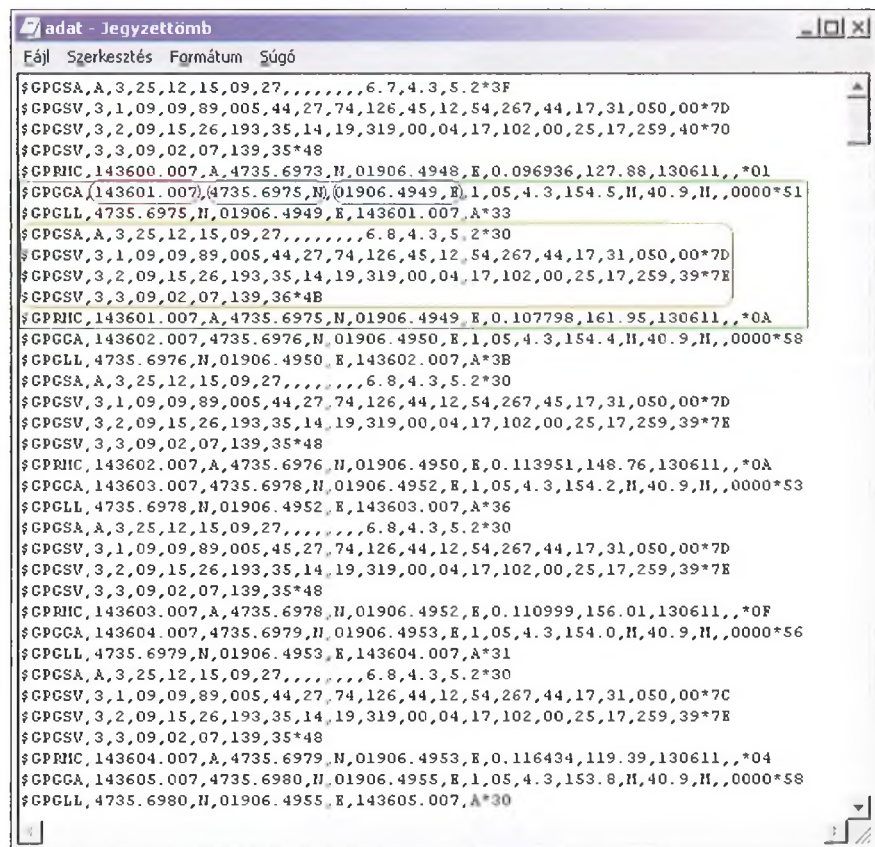 adat - Jegyzettömb
Fájl Szerkesztés Formátum Súgó
$GPGSA,A,3,25,12,15,09,27,,,,,,,,6.7,4.3,5.2*3F
$GPGSV,3,1,09,09,89,005,44,27,74,126,45,12,54,267,44,17,31,050,00*7D
$GPGSV,3,2,09,15,26,193,35,14,19,319,00,04,17,102,00,25,17,259,40*70
$GPGSV,3,3,09,02,07,139,35*48
$GPRMC,143600.007,A,4735.6973,N,01906.4948,E,0.096936,127.88,130611,,*01
$GPGGA,143601.007,4735.6975,N,01906.4949,E,1,05,4.3,154.5,M,40.9,M,,0000*51
$GPGLL,4735.6975,N,01906.4949,E,143601.007,A*33
$GPGSA,A,3,25,12,15,09,27,,,,,,,,6.8,4.3,5.2*30
$GPGSV,3,1,09,09,89,005,44,27,74,126,45,12,54,267,44,17,31,050,00*7D
$GPGSV,3,2,09,15,26,193,35,14,19,319,00,04,17,102,00,25,17,259,39*7E
$GPGSV,3,3,09,02,07,139,36*4B
$GPRMC,143601.007,A,4735.6975,N,01906.4949,E,0.107798,161.95,130611,,*0A
$GPGGA,143602.007,4735.6976,N,01906.4950,E,1,05,4.3,154.4,M,40.9,M,,0000*58
$GPGLL,4735.6976,N,01906.4950,E,143602.007,A*3B
$GPGSA,A,3,25,12,15,09,27,,,,,,,,6.8,4.3,5.2*30
$GPGSV,3,1,09,09,89,005,44,27,74,126,44,12,54,267,45,17,31,050,00*7D
$GPGSV,3,2,09,15,26,193,35,14,19,319,00,04,17,102,00,25,17,259,39*7E
$GPGSV,3,3,09,02,07,139,35*48
$GPRMC,143602.007,A,4735.6976,N,01906.4950,E,0.113951,148.76,130611,,*0A
$GPGGA,143603.007,4735.6978,N,01906.4952,E,1,05,4.3,154.2,M,40.9,M,,0000*53
$GPGLL,4735.6978,N,01906.4952,E,143603.007,A*36
$GPGSA,A,3,25,12,15,09,27,,,,,,,,6.8,4.3,5.2*30
$GPGSV,3,1,09,09,89,005,45,27,74,126,44,12,54,267,44,17,31,050,00*7D
$GPGSV,3,2,09,15,26,193,35,14,19,319,00,04,17,102,00,25,17,259,39*7E
$GPGSV,3,3,09,02,07,139,35*48
$GPRMC,143603.007,A,4735.6978,N,01906.4952,E,0.110999,156.01,130611,,*0F
$GPGGA,143604.007,4735.6979,N,01906.4953,E,1,05,4.3,154.0,M,40.9,M,,0000*56
$GPGLL,4735.6979,N,01906.4953,E,143604.007,A*31
$GPGSA,A,3,25,12,15,09,27,,,,,,,,6.8,4.3,5.2*30
$GPGSV,3,1,09,09,89,005,44,27,74,126,44,12,54,267,44,17,31,050,00*7C
$GPGSV,3,2,09,15,26,193,35,14,19,319,00,04,17,102,00,25,17,259,39*7E
$GPGSV,3,3,09,02,07,139,35*48
$GPRMC,143604.007,A,4735.6979,N,01906.4953,E,0.116434,119.39,130611,,*04
$GPGGA,143605.007,4735.6980,N,01906.4955,E,1,05,4.3,153.8,M,40.9,M,,0000*58
$GPGLL,4735.6980,N,01906.4955,E,143605.007,A*30